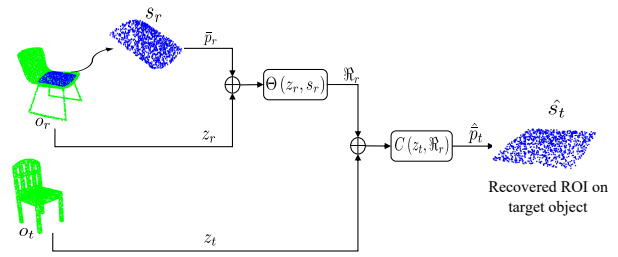 s_r
p̄_r
Θ (z_r, s_r)
ℜ_r
o_r
z_r
C (z_t, ℜ_r)
p̄̂_t
ŝ_t
Recovered ROI on
target object
o_t
z_t